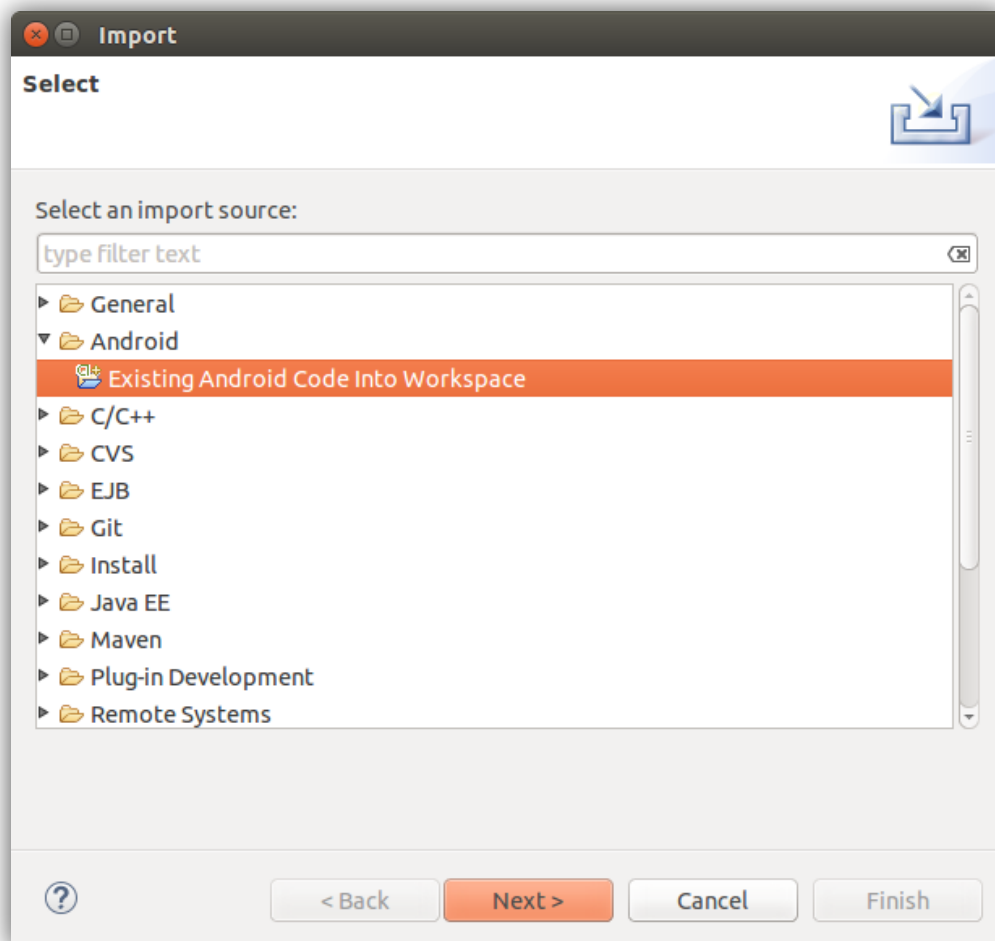 Import
Select
Select an import source:
type filter text
General
Android
Existing Android Code Into Workspace
C/C++
CVS
EJB
Git
Install
Java EE
Maven
Plug-in Development
Remote Systems
?
< Back
Next >
Cancel
Finish